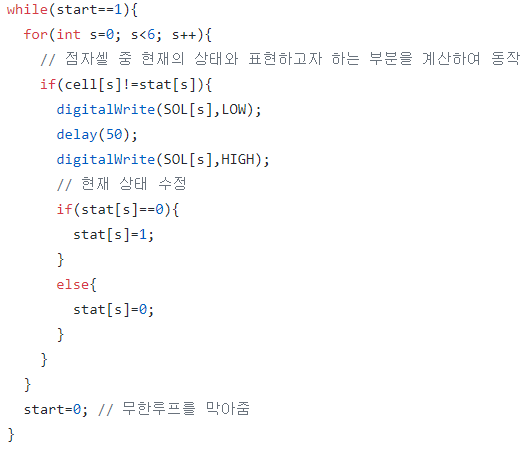 while(start==1){
  for(int s=0; s<6; s++){
    // 점자셀 중 현재의 상태와 표현하고자 하는 부분을 계산하여 동작
    if(cell[s]!=stat[s]){
      digitalWrite(SOL[s],LOW);
      delay(50);
      digitalWrite(SOL[s],HIGH);
      // 현재 상태 수정
      if(stat[s]==0){
        stat[s]=1;
      }
      else{
        stat[s]=0;
      }
    }
  }
  start=0; // 무한루프를 막아줌
}